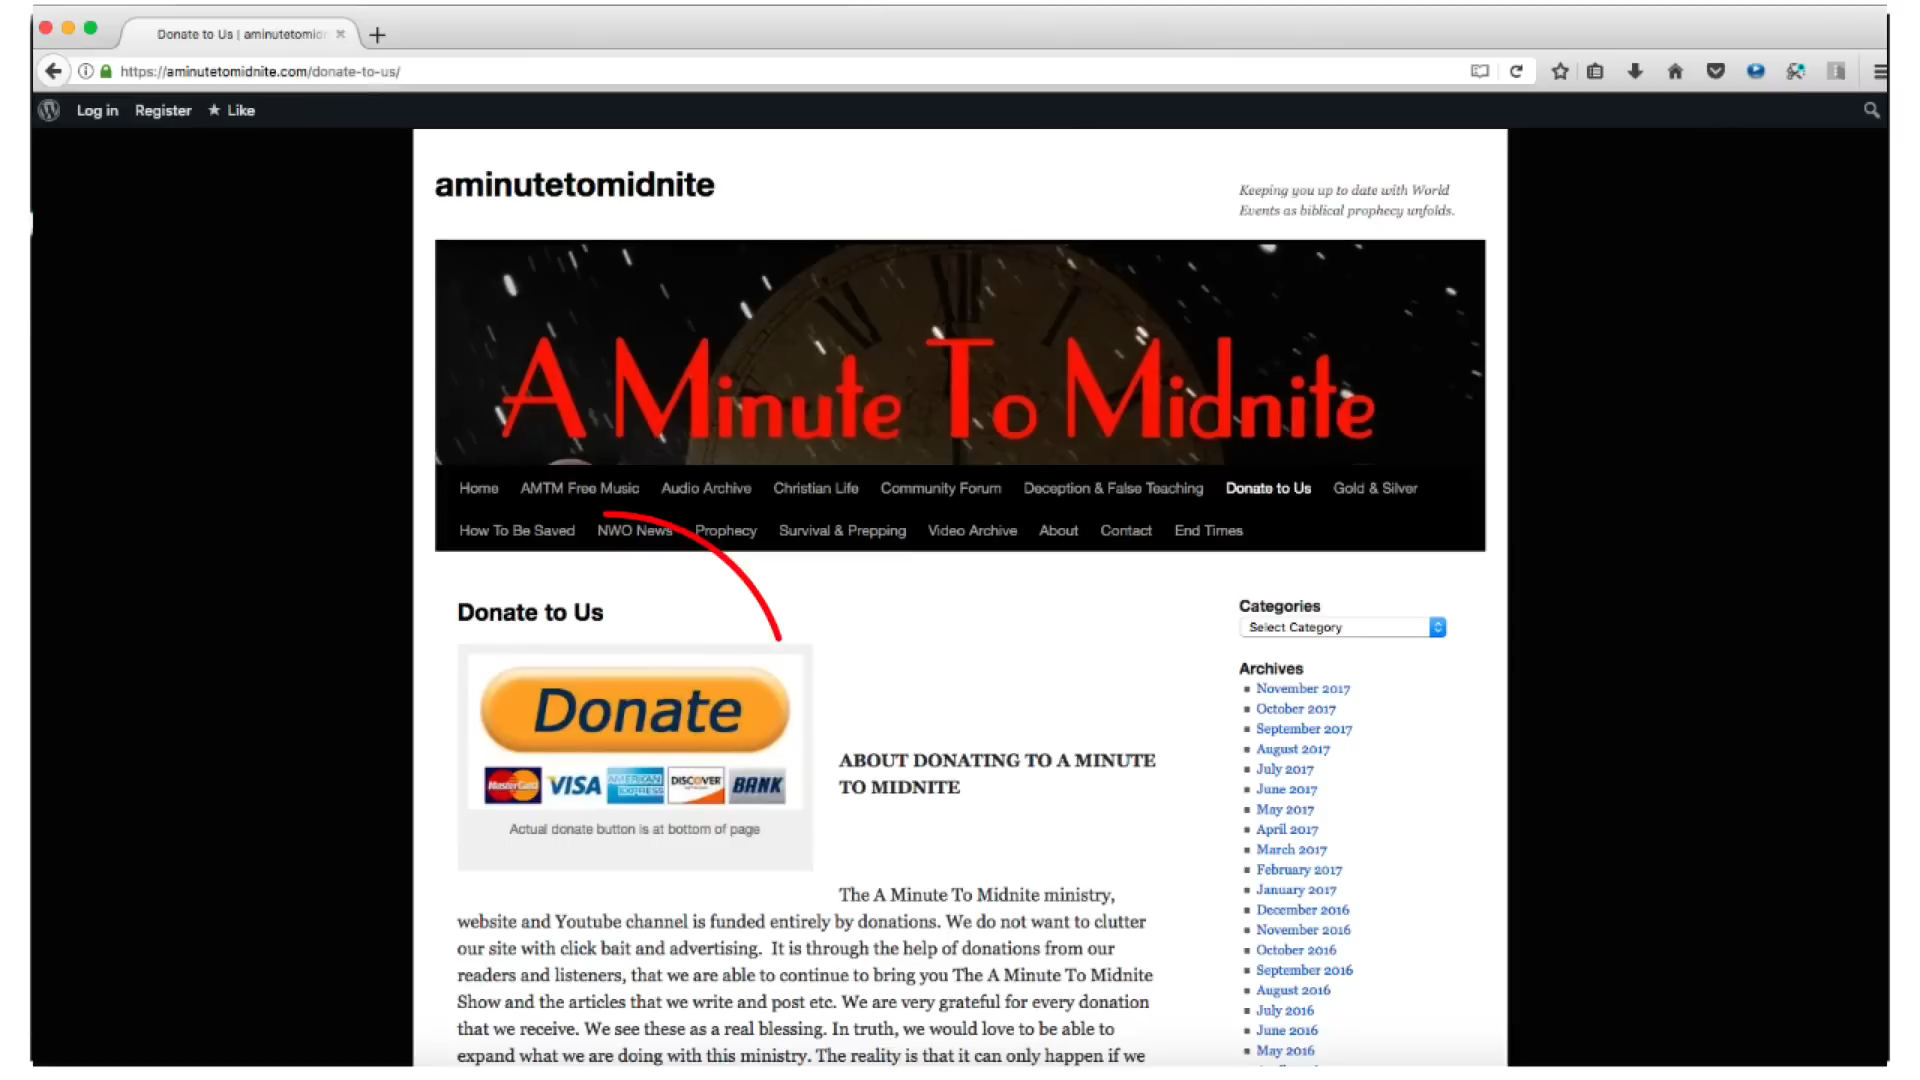 Donate to Us | aminutetomidn
https://aminutetomidnite.com/donate-to-us/
Log in Register Like
aminutetomidnite
Keeping you up to date with World
Events as biblical prophecy unfolds.
A Minute To Midnite
Home AMTM Free Music Audio Archive Christian Life Community Forum Deception & False Teaching Donate to Us Gold & Silver
How To Be Saved NWO News Prophecy Survival & Prepping Video Archive About Contact End Times
Donate to Us
Donate
MasterCard VISA AMERICAN EXPRESS DISCOVER BANK
Actual donate button is at bottom of page
ABOUT DONATING TO A MINUTE
TO MIDNITE
The A Minute To Midnite ministry,
website and Youtube channel is funded entirely by donations. We do not want to clutter
our site with click bait and advertising. It is through the help of donations from our
readers and listeners, that we are able to continue to bring you The A Minute To Midnite
Show and the articles that we write and post etc. We are very grateful for every donation
that we receive. We see these as a real blessing. In truth, we would love to be able to
expand what we are doing with this ministry. The reality is that it can only happen if we
Categories
Select Category
Archives
November 2017
October 2017
September 2017
August 2017
July 2017
June 2017
May 2017
April 2017
March 2017
February 2017
January 2017
December 2016
November 2016
October 2016
September 2016
August 2016
July 2016
June 2016
May 2016